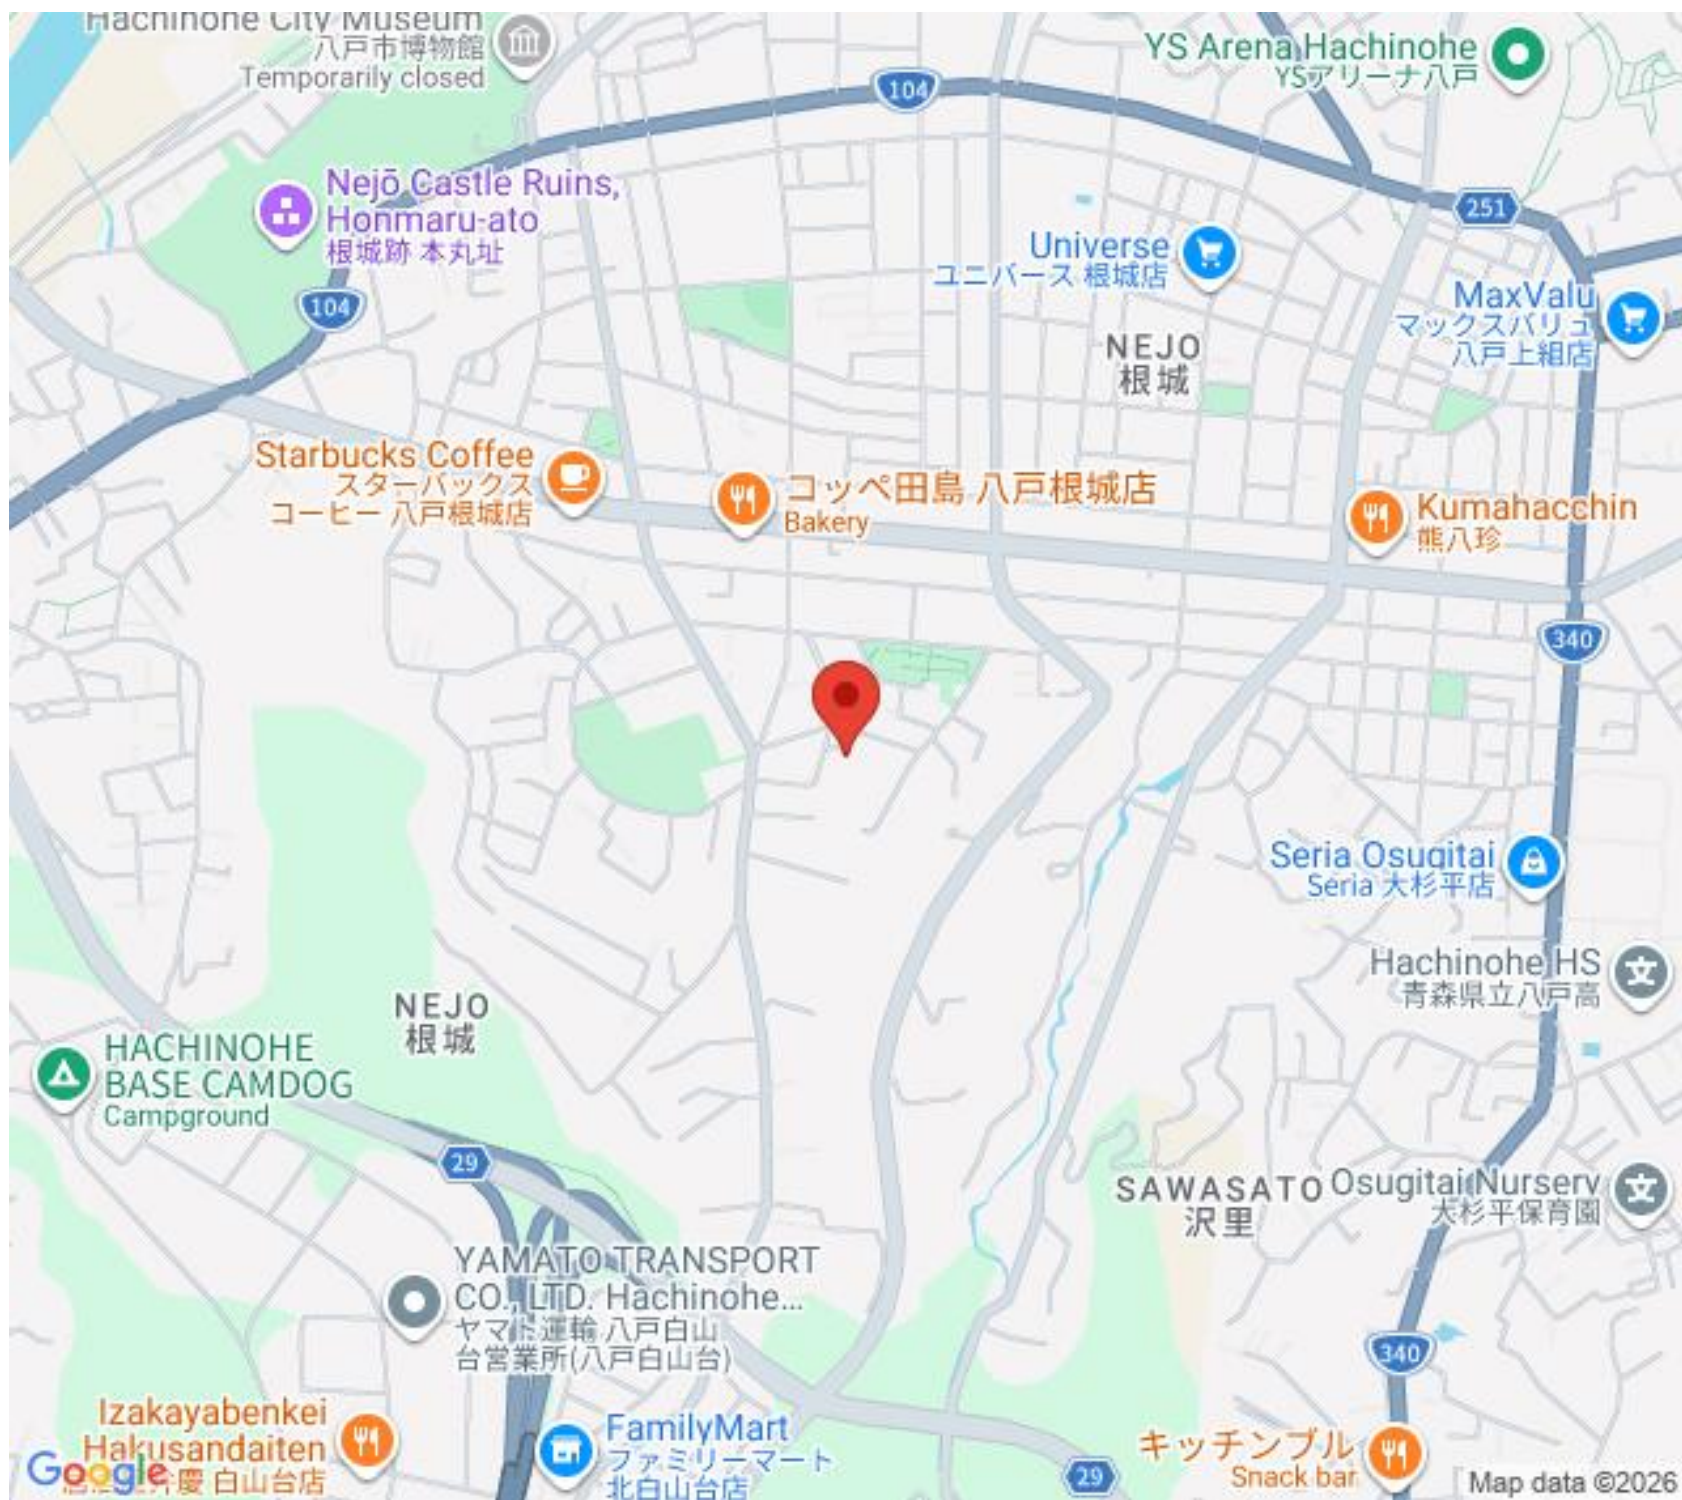 Hachinohe City Museum
八戸市博物館
Temporarily closed
YS Arena Hachinohe
YSアリーナ八戸
104
251
Nejō Castle Ruins,
Honmaru-ato
根城跡 本丸址
Universe
ユニバース 根城店
MaxValu
マックスバリュ
八戸上組店
104
NEJO
根城
Starbucks Coffee
スターバックス
コーヒー 八戸根城店
コッペ田島 八戸根城店
Bakery
Kumahacchin
熊八珍
340
Seria Osugitai
Seria 大杉平店
Hachinohe HS
青森県立八戸高
NEJO
根城
HACHINOHE
BASE CAMDOG
Campground
29
SAWASATO
沢里
Osugitai Nursery
大杉平保育園
YAMATO TRANSPORT
CO., LTD. Hachinohe...
ヤマト運輸 八戸白山
台営業所(八戸白山台)
340
Izakayabenkei
Hakusandaiten
慶 白山台店
FamilyMart
ファミリーマート
北白山台店
29
キッチンブル
Snack bar
Google
Map data ©2026